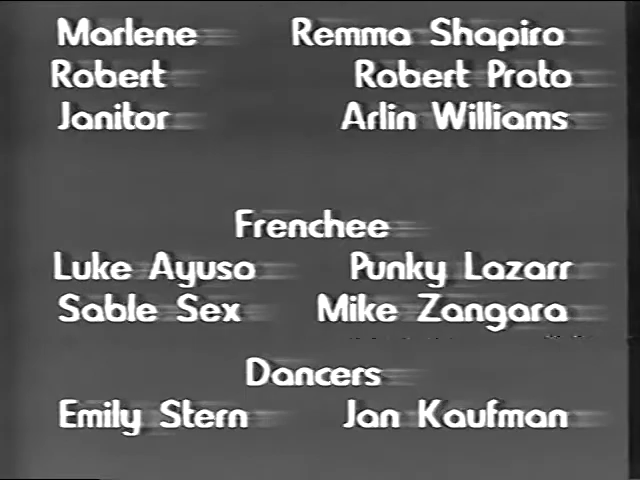 Marlene Remma Shapiro
Robert Robert Proto
Janitor Arlin Williams
Frenchee
Luke Ayuso Punky Lazarr
Sable Sex Mike Zangara
Dancers
Emily Stern Jan Kaufman